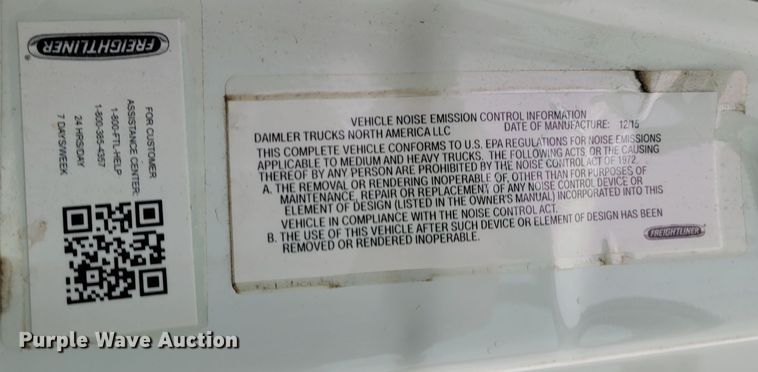 FREIGHTLINER
FOR CUSTOMER
ASSISTANCE CENTER:
1-800-FTL-HELP
1-800-385-4357
24 HRS/DAY
7 DAYS/WEEK
VEHICLE NOISE EMISSION CONTROL INFORMATION
DAIMLER TRUCKS NORTH AMERICA LLC DATE OF MANUFACTURE: 12/15
THIS COMPLETE VEHICLE CONFORMS TO U.S. EPA REGULATIONS FOR NOISE EMISSIONS
APPLICABLE TO MEDIUM AND HEAVY TRUCKS. THE FOLLOWING ACTS OR THE CAUSING
THEREOF BY ANY PERSON ARE PROHIBITED BY THE NOISE CONTROL ACT OF 1972.
A. THE REMOVAL OR RENDERING INOPERABLE OF, OTHER THAN FOR PURPOSES OF
MAINTENANCE, REPAIR OR REPLACEMENT, OF ANY NOISE CONTROL DEVICE OR
ELEMENT OF DESIGN (LISTED IN THE OWNER'S MANUAL) INCORPORATED INTO THIS
VEHICLE IN COMPLIANCE WITH THE NOISE CONTROL ACT.
B. THE USE OF THIS VEHICLE AFTER SUCH DEVICE OR ELEMENT OF DESIGN HAS BEEN
REMOVED OR RENDERED INOPERABLE.
FREIGHTLINER
Purple Wave Auction